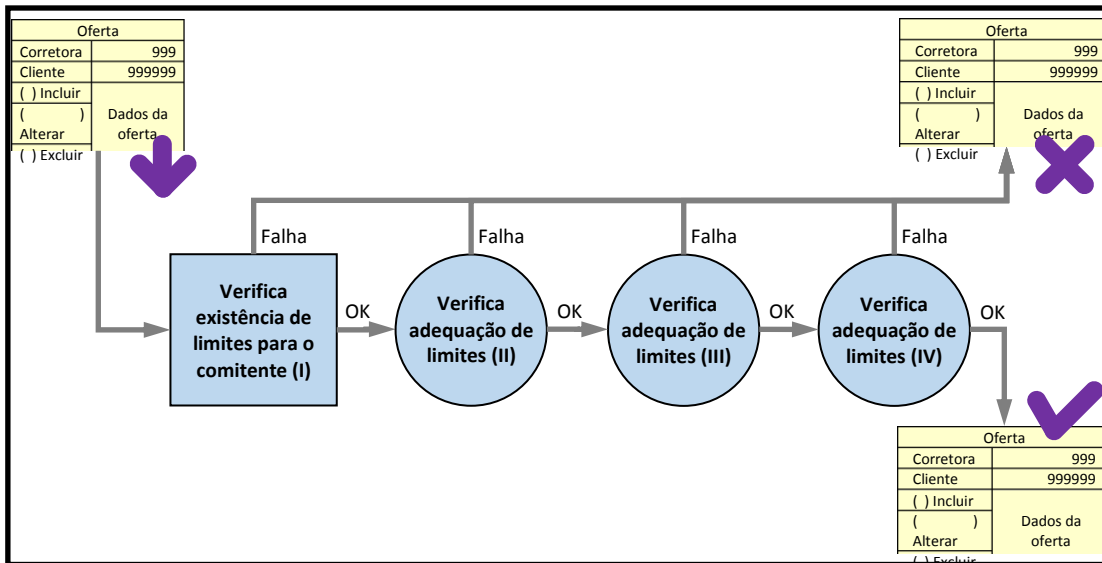 Oferta
Corretora 999
Cliente 999999
( ) Incluir
( ) Dados da
Alterar oferta
( ) Excluir
Oferta
Corretora 999
Cliente 999999
( ) Incluir
( ) Dados da
Alterar oferta
( ) Excluir
Falha
Falha
Falha
Falha
Verifica
existência de
limites para o
comitente (I)
OK
Verifica
adequação de
limites (II)
OK
Verifica
adequação de
limites (III)
OK
Verifica
adequação de
limites (IV)
OK
Oferta
Corretora 999
Cliente 999999
( ) Incluir
( ) Dados da
Alterar oferta
( ) Excluir